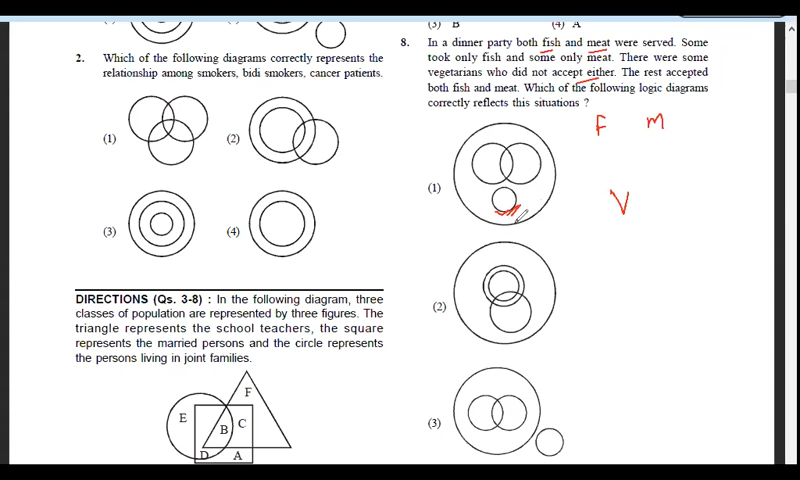 2. Which of the following diagrams correctly represents the
relationship among smokers, bidi smokers, cancer patients.
(1)
(2)
(3)
(4)
DIRECTIONS (Qs. 3-8) : In the following diagram, three
classes of population are represented by three figures. The
triangle represents the school teachers, the square
represents the married persons and the circle represents
the persons living in joint families.
F
E
C
B
D
A
(3) B
(4) A
8. In a dinner party both fish and meat were served. Some
took only fish and some only meat. There were some
vegetarians who did not accept either. The rest accepted
both fish and meat. Which of the following logic diagrams
correctly reflects this situations ?
F m
(1)
V
(2)
(3)